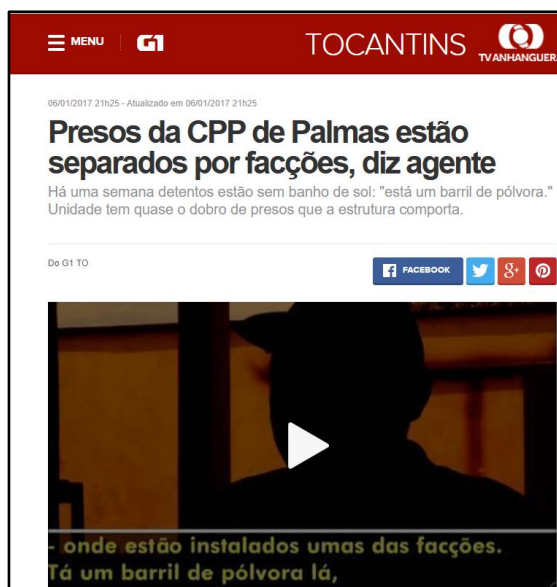 MENU G1 TOCANTINS TV ANHANGUERA
06/01/2017 21h25 - Atualizado em 06/01/2017 21h25
Presos da CPP de Palmas estão
separados por facções, diz agente
Há uma semana detentos estão sem banho de sol: "está um barril de pólvora."
Unidade tem quase o dobro de presos que a estrutura comporta.
Do G1 TO
FACEBOOK g+
- onde estão instalados umas das facções.
Tá um barril de pólvora lá,